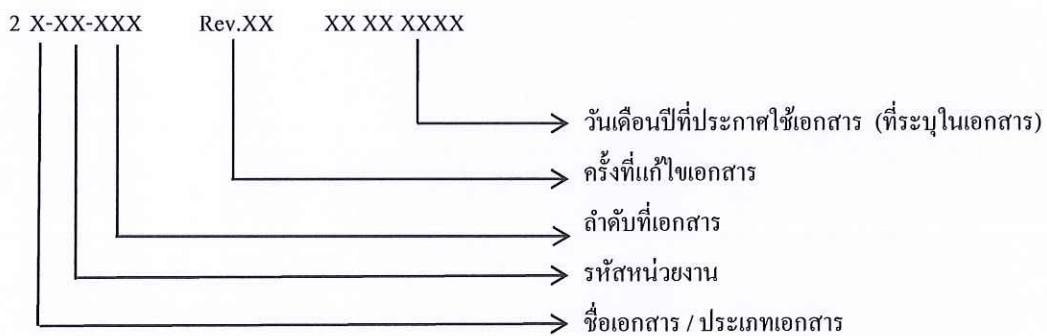 2 X-XX-XXX Rev.XX XX XX XXXX
วันเดือนปีที่ประกาศใช้เอกสาร (ที่ระบุในเอกสาร)
ครั้งที่แก้ไขเอกสาร
ลำดับที่เอกสาร
รหัสหน่วยงาน
ชื่อเอกสาร / ประเภทเอกสาร